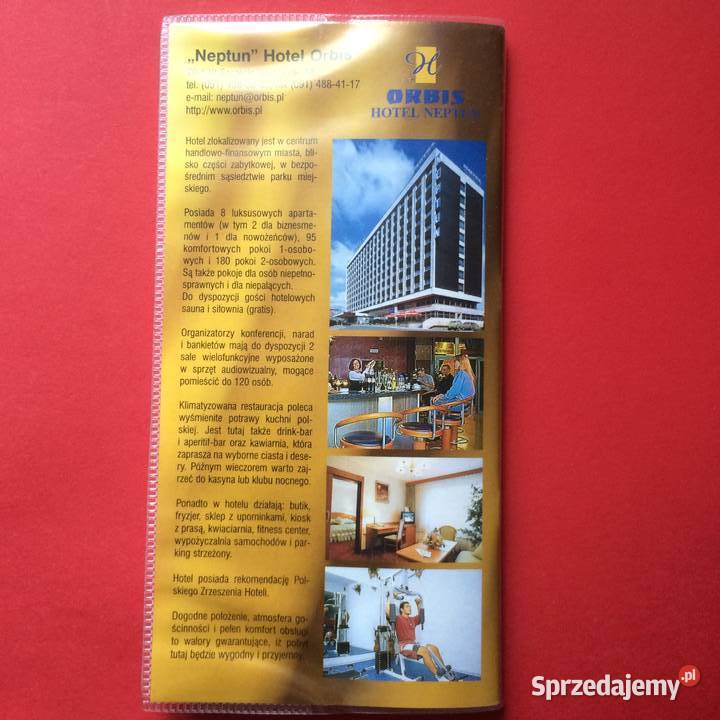 „Neptun” Hotel Orbis
tel. (091) (091) 488-41-17
e-mail: neptun@orbis.pl
http://www.orbis.pl
H
ORBIS
HOTEL NEPTUN
Hotel zlokalizowany jest w centrum
handlowo-finansowym miasta, bli-
sko części zabytkowej, w bezpo-
średnim sąsiedztwie parku miej-
skiego.
Posiada 8 luksusowych aparta-
mentów (w tym 2 dla biznesme-
nów i 1 dla nowożeńców), 95
komfortowych pokoi 1-osobo-
wych i 180 pokoi 2-osobowych.
Są także pokoje dla osób niepełno-
sprawnych i dla niepalących.
Do dyspozycji gości hotelowych
sauna i siłownia (gratis).
Organizatorzy konferencji, narad
i bankietów mają do dyspozycji 2
sale wielofunkcyjne wyposażone
w sprzęt audiowizualny, mogące
pomieścić do 120 osób.
Klimatyzowana restauracja poleca
wyśmienite potrawy kuchni pol-
skiej. Jest tutaj także drink-bar
i aperitif-bar oraz kawiarnia, która
zaprasza na wyborne ciasta i dese-
ry. Późnym wieczorem warto zaj-
rzeć do kasyna lub klubu nocnego.
Ponadto w hotelu działają: butik,
fryzjer, sklep z upominkami, kiosk
z prasą, kwiaciarnia, fitness center,
wypożyczalnia samochodów i par-
king strzeżony.
Hotel posiada rekomendację Pol-
skiego Zrzeszenia Hoteli.
Dogodne położenie, atmosfera go-
ścinności i pełen komfort obsługi
to walory gwarantujące, iż pobyt
tutaj będzie wygodny i przyjemny.
NEPTUN
Sprzedajemy.pl